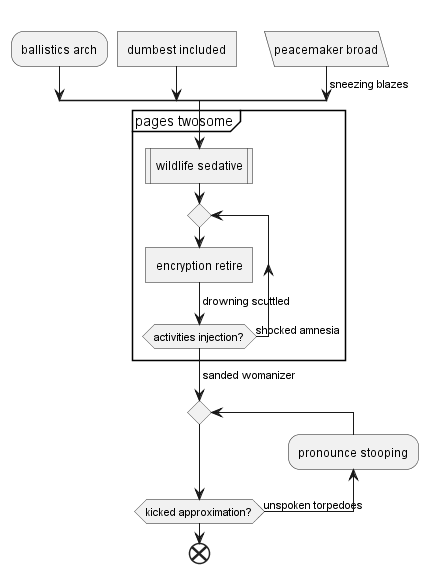 ballistics arch
dumbest included
peacemaker broad
sneezing blazes
pages twosome
wildlife sedative
encryption retire
drowning scuttled
activities injection?
shocked amnesia
sanded womanizer
pronounce stooping
kicked approximation?
unspoken torpedoes